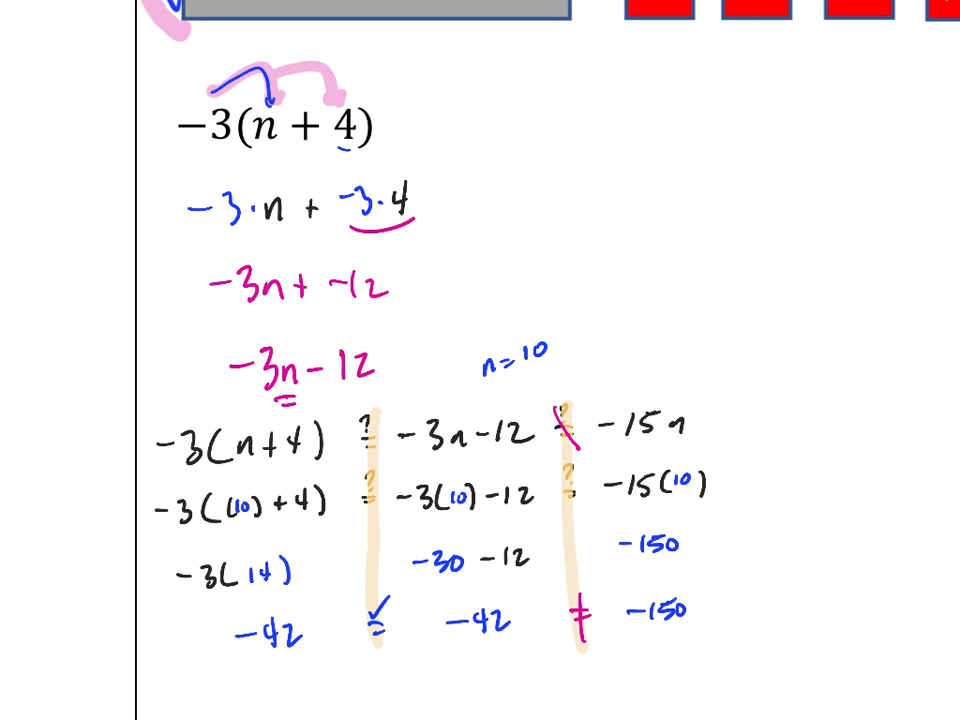 −3(n + 4)
−3·n + −3·4
−3n + −12
−3n − 12
n = 10
−3(n+4) ≟ −3n −12 ≠ −15n
−3((10) + 4) ≟ −3(10) −12 ≟ −15(10)
−3(14) −30 −12 −150
−42 = ✓ −42 ≠ −150